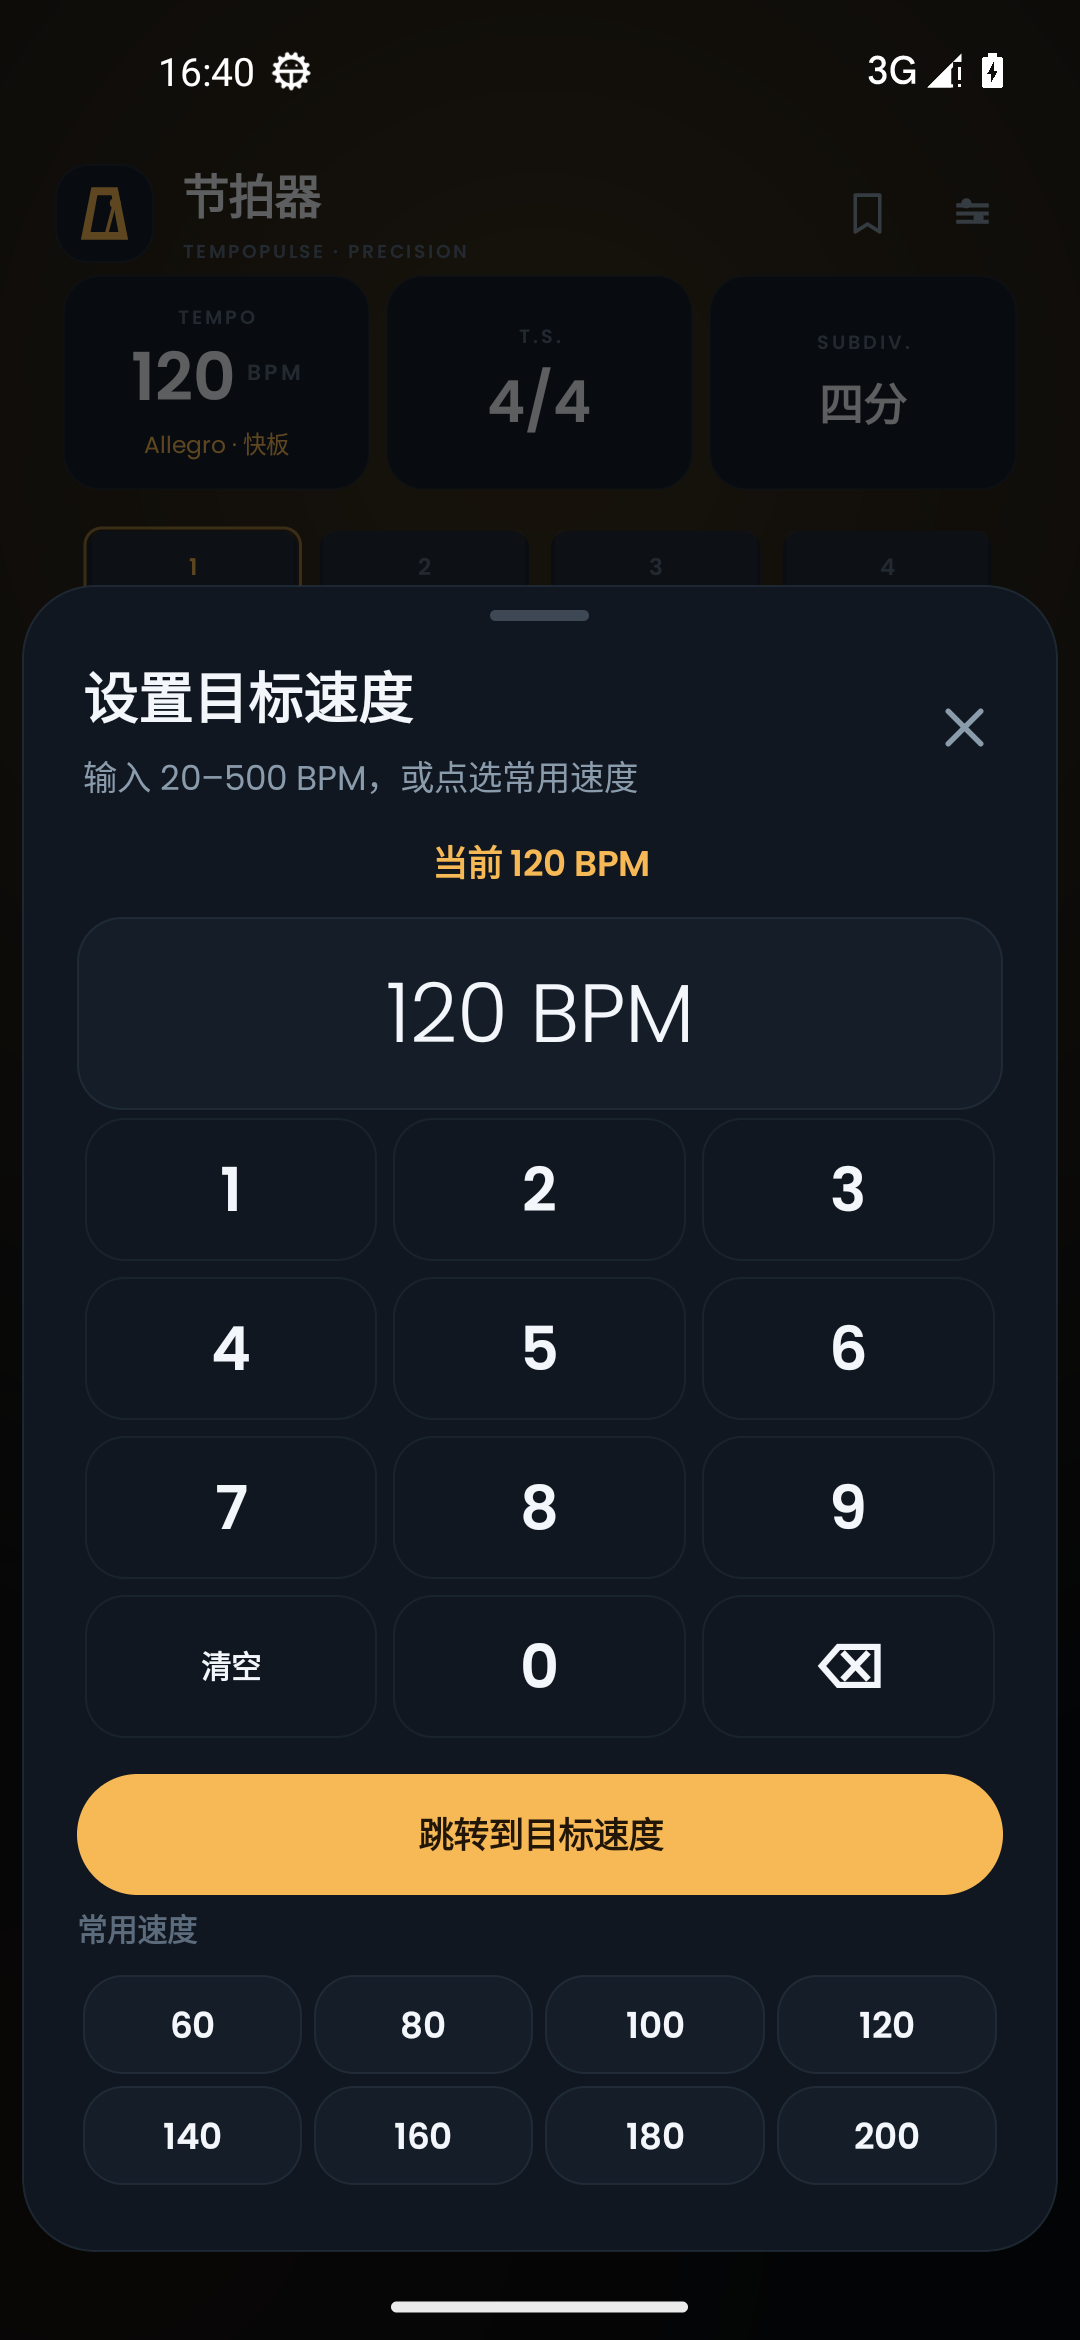 16:40
3G
节拍器
TEMPOPULSE · PRECISION
TEMPO
120 BPM
Allegro · 快板
T.S.
4/4
SUBDIV.
四分
1 2 3 4
设置目标速度
输入 20–500 BPM，或点选常用速度
当前 120 BPM
120 BPM
1 2 3
4 5 6
7 8 9
清空 0
跳转到目标速度
常用速度
60 80 100 120
140 160 180 200